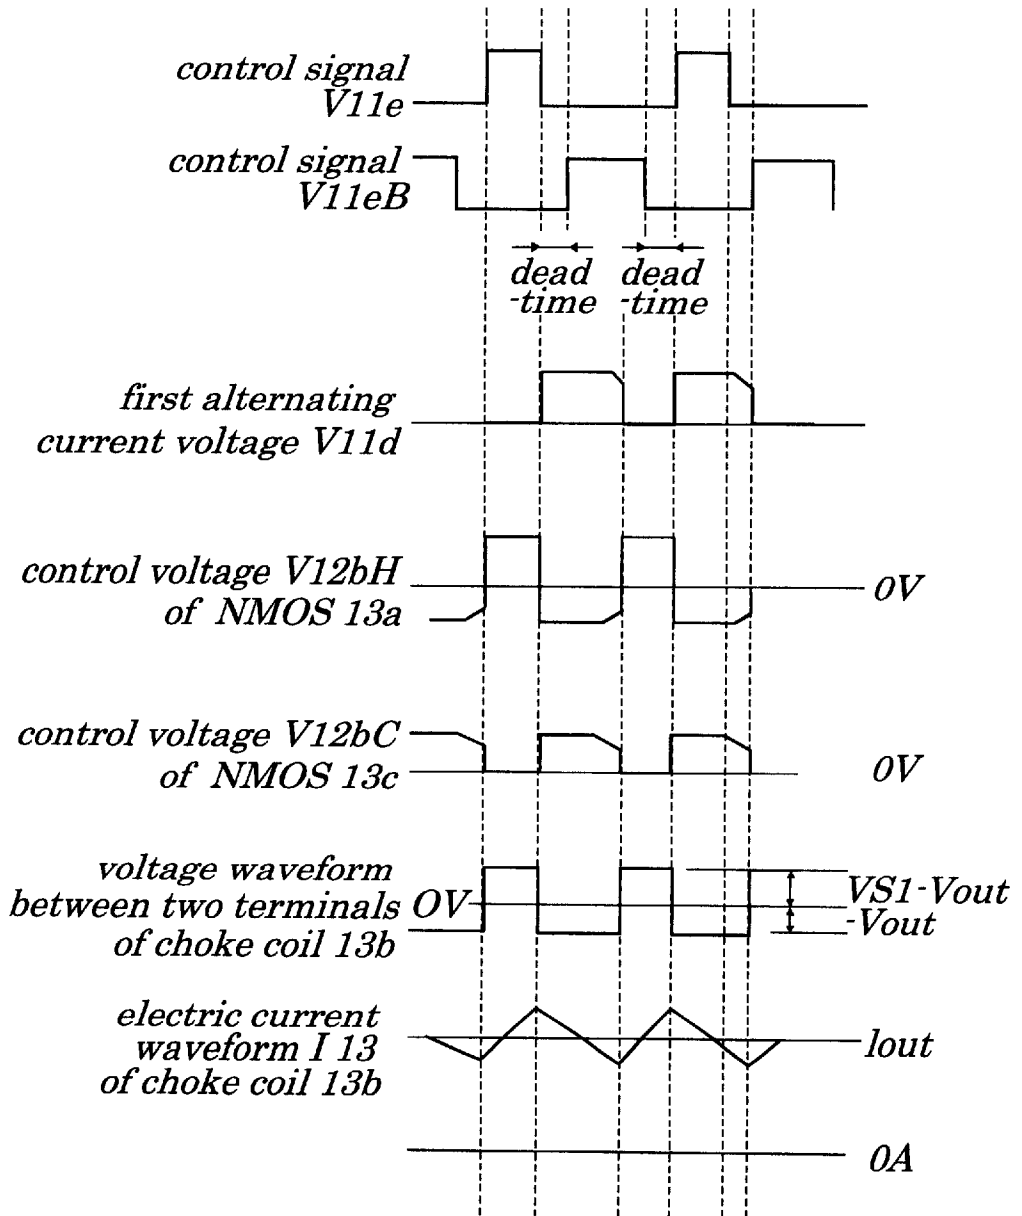 control signal
V11e
control signal
V11eB
dead
-time
dead
-time
first alternating
current voltage V11d
control voltage V12bH
of NMOS 13a
0V
control voltage V12bC
of NMOS 13c
0V
voltage waveform
between two terminals
of choke coil 13b
OV
VS1-Vout
-Vout
electric current
waveform I 13
of choke coil 13b
lout
0A